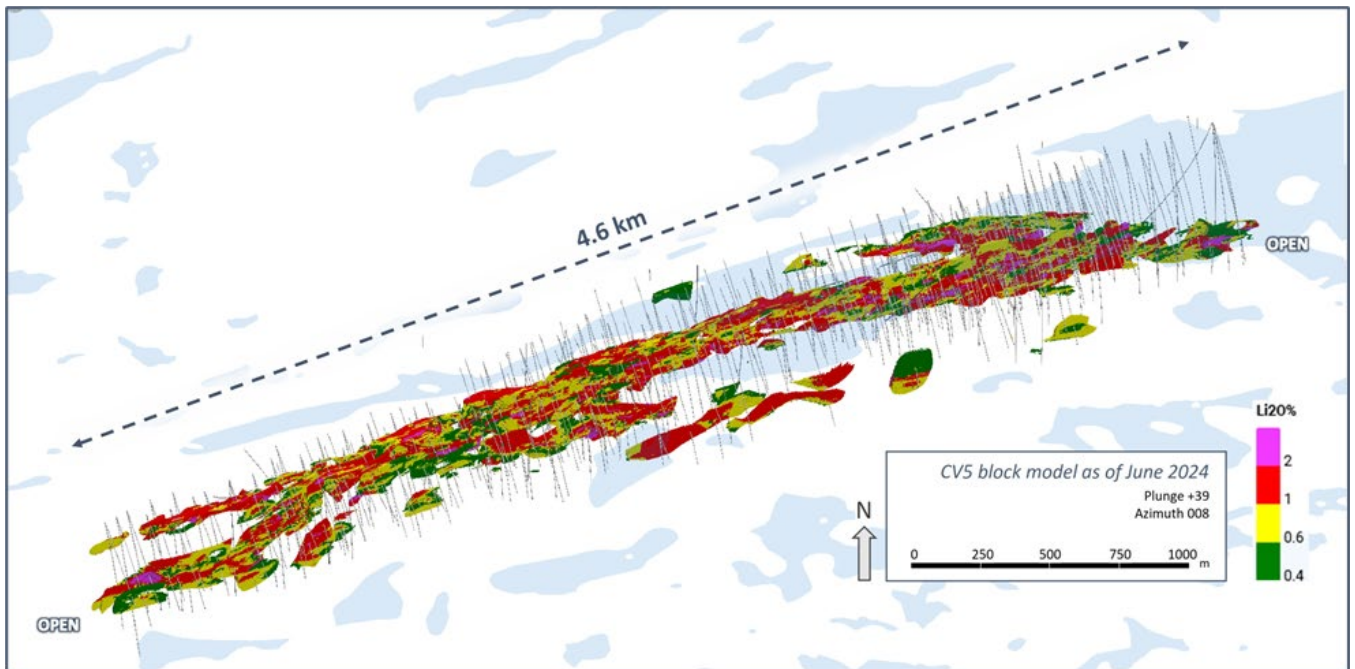 4.6 km
OPEN
OPEN
CV5 block model as of June 2024
Plunge +39
Azimuth 008
N
0 250 500 750 1000
m
Li20%
2
1
0.6
0.4